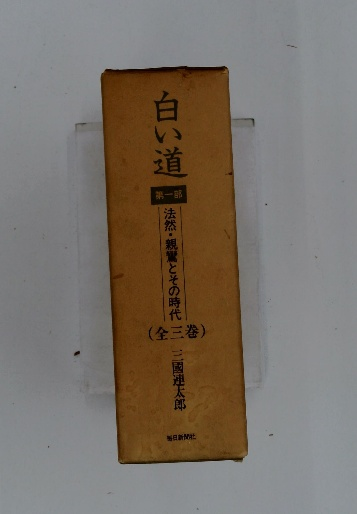 白い道
第一部
法然・親鸞とその時代
(全三巻)
三國連太郎
毎日新聞社